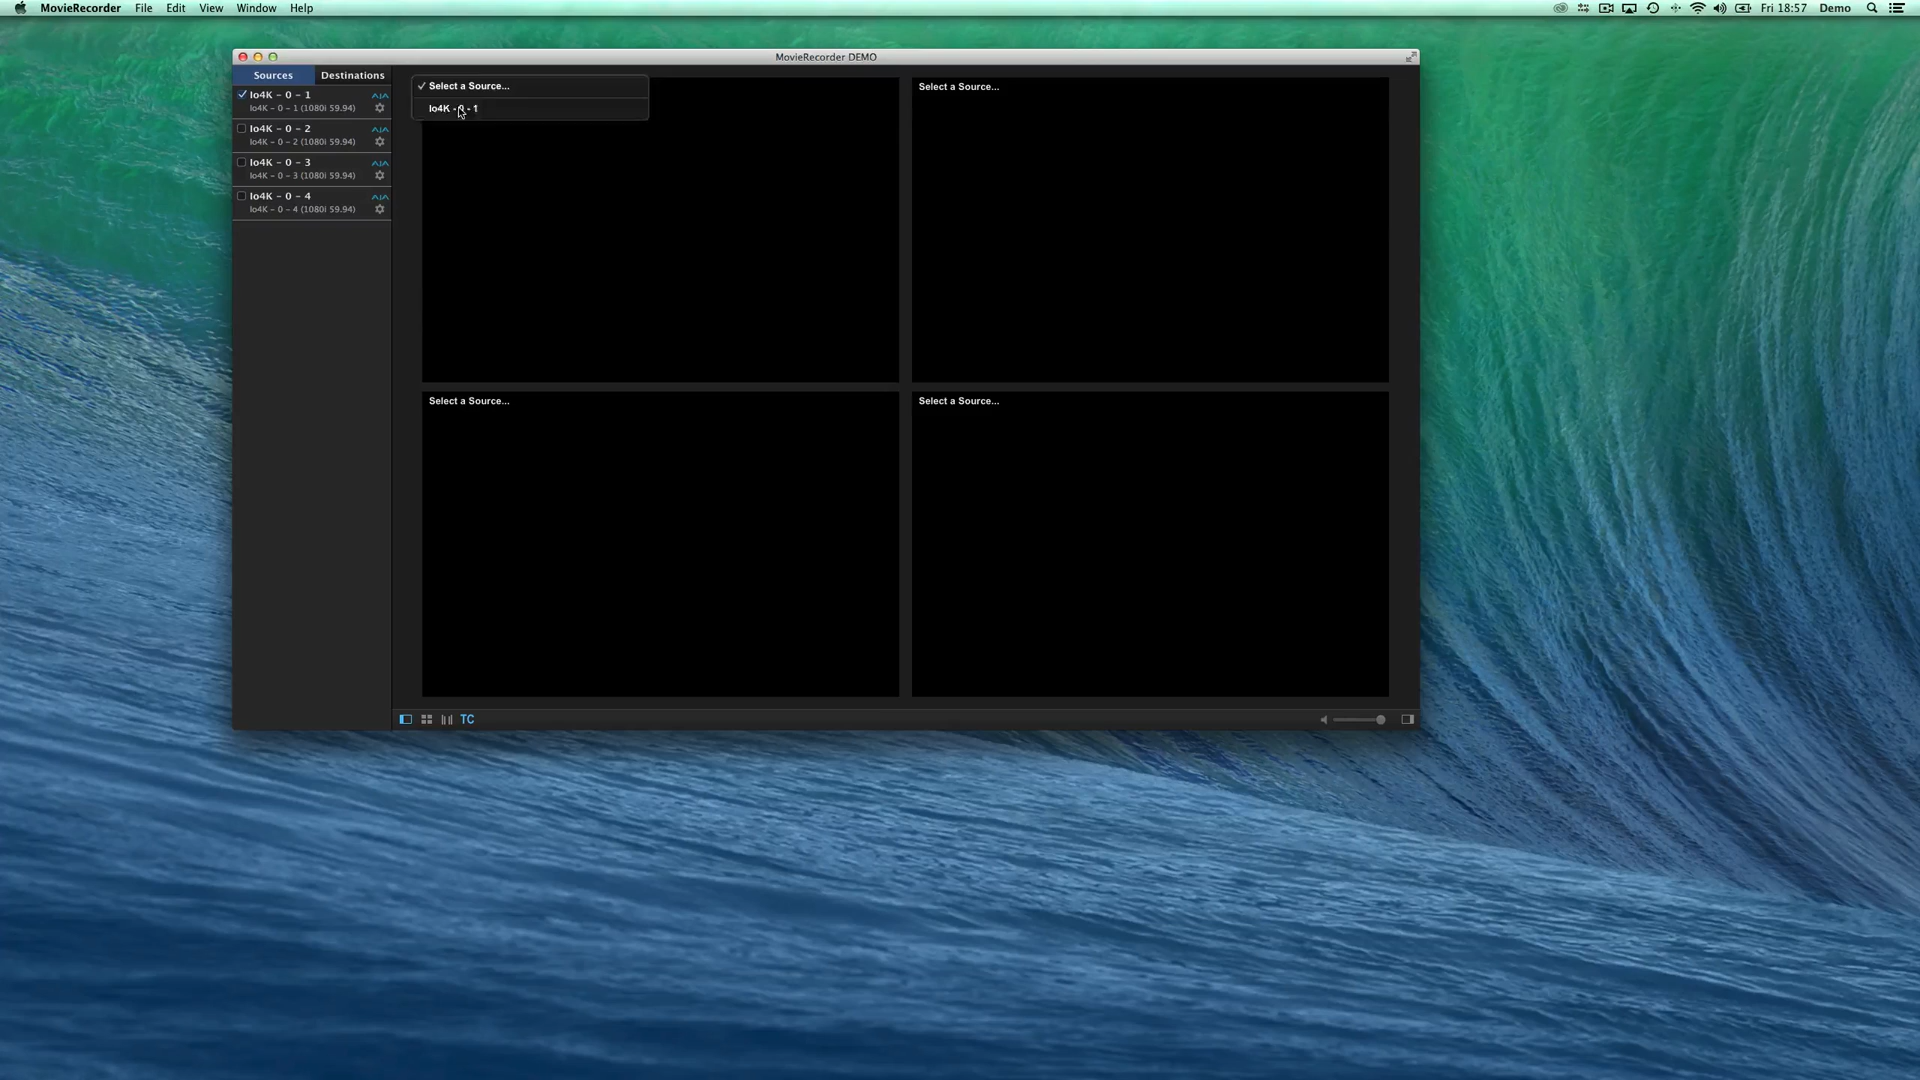 MovieRecorder File Edit View Window Help Fri 18:57 Demo
MovieRecorder DEMO
Sources Destinations
Io4K - 0 - 1
Io4K - 0 - 1 (1080i 59.94)
Io4K - 0 - 2
Io4K - 0 - 2 (1080i 59.94)
Io4K - 0 - 3
Io4K - 0 - 3 (1080i 59.94)
Io4K - 0 - 4
Io4K - 0 - 4 (1080i 59.94)
Select a Source...
Io4K - 0 - 1
Select a Source...
Select a Source...
Select a Source...
TC